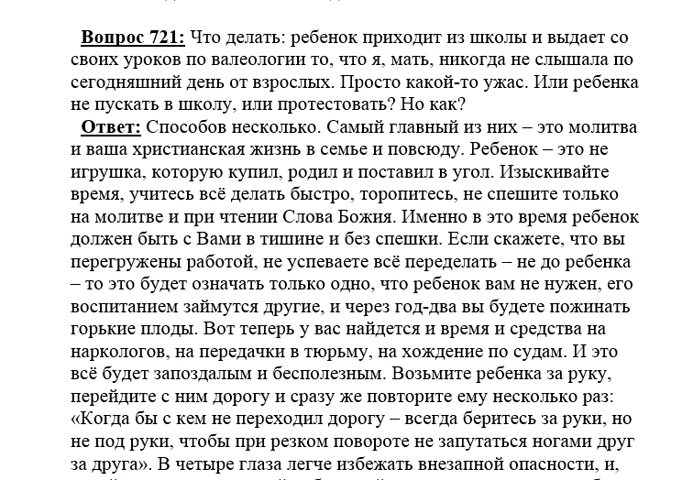 Вопрос 721: Что делать: ребенок приходит из школы и выдает со
своих уроков по валеологии то, что я, мать, никогда не слышала по
сегодняшний день от взрослых. Просто какой-то ужас. Или ребенка
не пускать в школу, или протестовать? Но как?
Ответ: Способов несколько. Самый главный из них – это молитва
и ваша христианская жизнь в семье и повсюду. Ребенок – это не
игрушка, которую купил, родил и поставил в угол. Изыскивайте
время, учитесь всё делать быстро, торопитесь, не спешите только
на молитве и при чтении Слова Божия. Именно в это время ребенок
должен быть с Вами в тишине и без спешки. Если скажете, что вы
перегружены работой, не успеваете всё переделать – не до ребенка
– то это будет означать только одно, что ребенок вам не нужен, его
воспитанием займутся другие, и через год-два вы будете пожинать
горькие плоды. Вот теперь у вас найдется и время и средства на
наркологов, на передачки в тюрьму, на хождение по судам. И это
всё будет запоздалым и бесполезным. Возьмите ребенка за руку,
перейдите с ним дорогу и сразу же повторите ему несколько раз:
«Когда бы с кем не переходил дорогу – всегда беритесь за руки, но
не под руки, чтобы при резком повороте не запутаться ногами друг
за друга». В четыре глаза легче избежать внезапной опасности, и,